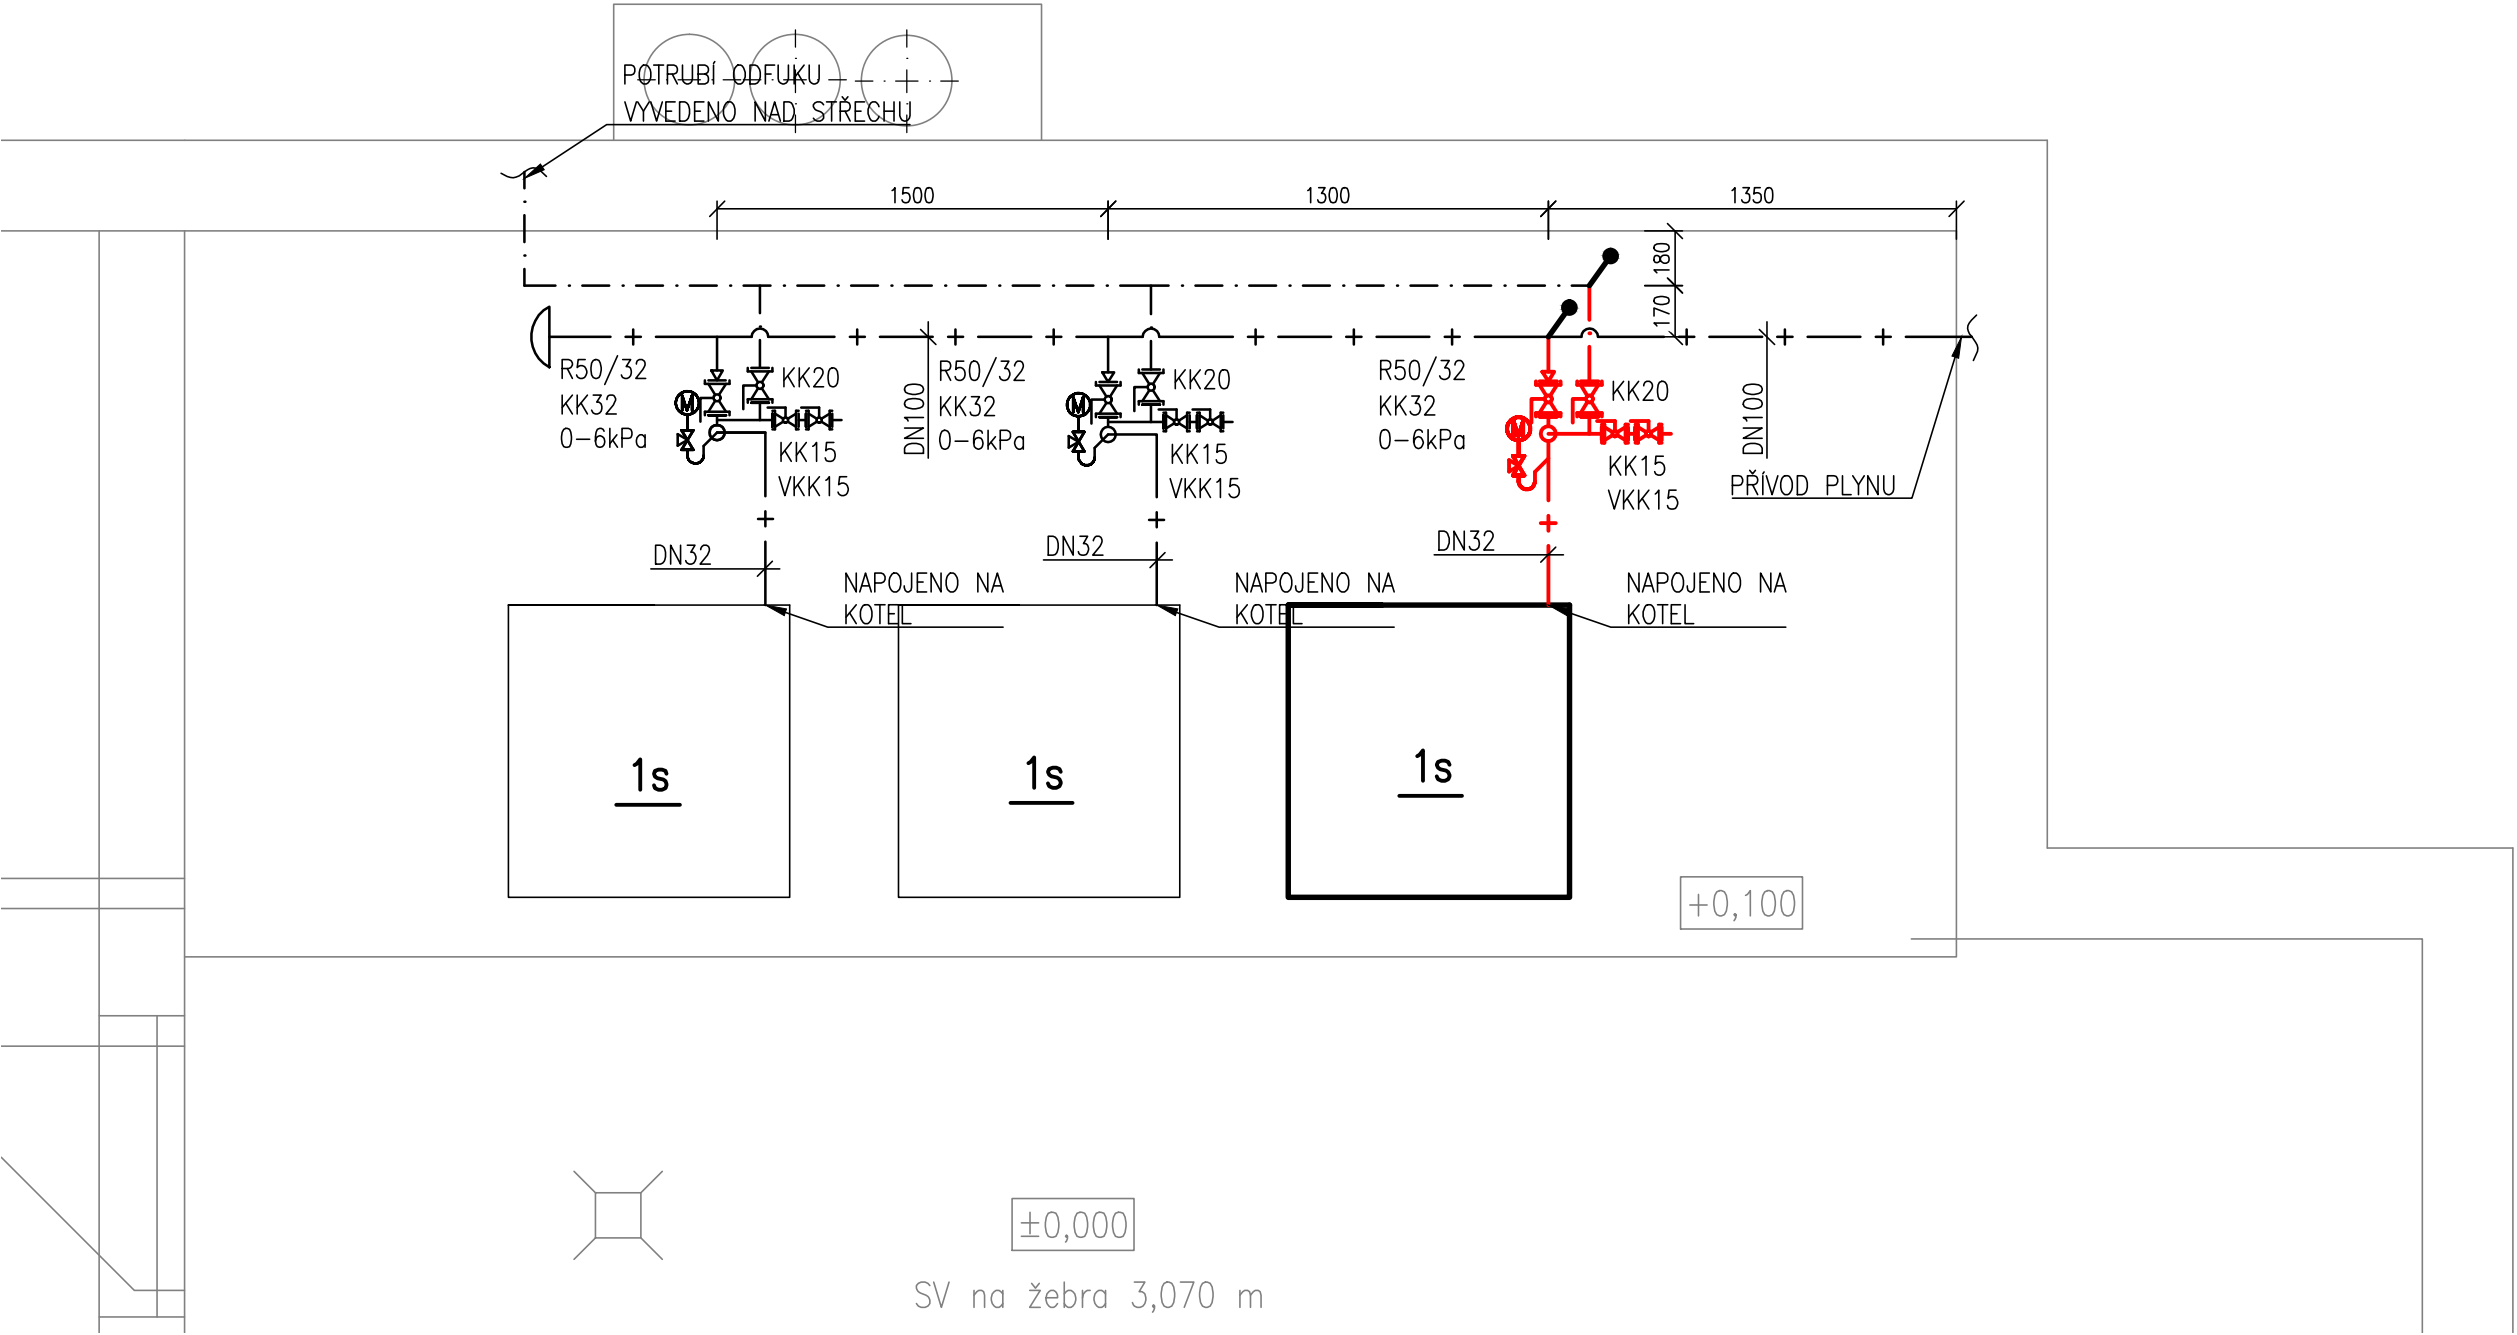 POTRUBÍ ODFUKU
VYVEDENO NAD STŘECHU
1500
1300
1350
180
170
R50/32
KK32
0-6kPa
M
KK20
KK15
VKK15
DN100
R50/32
KK32
0-6kPa
M
KK20
KK15
VKK15
R50/32
KK32
0-6kPa
M
KK20
KK15
VKK15
DN100
PŘÍVOD PLYNU
DN32
NAPOJENO NA
KOTEL
DN32
NAPOJENO NA
KOTEL
DN32
NAPOJENO NA
KOTEL
1s
1s
1s
+0,100
±0,000
SV na žebra 3,070 m